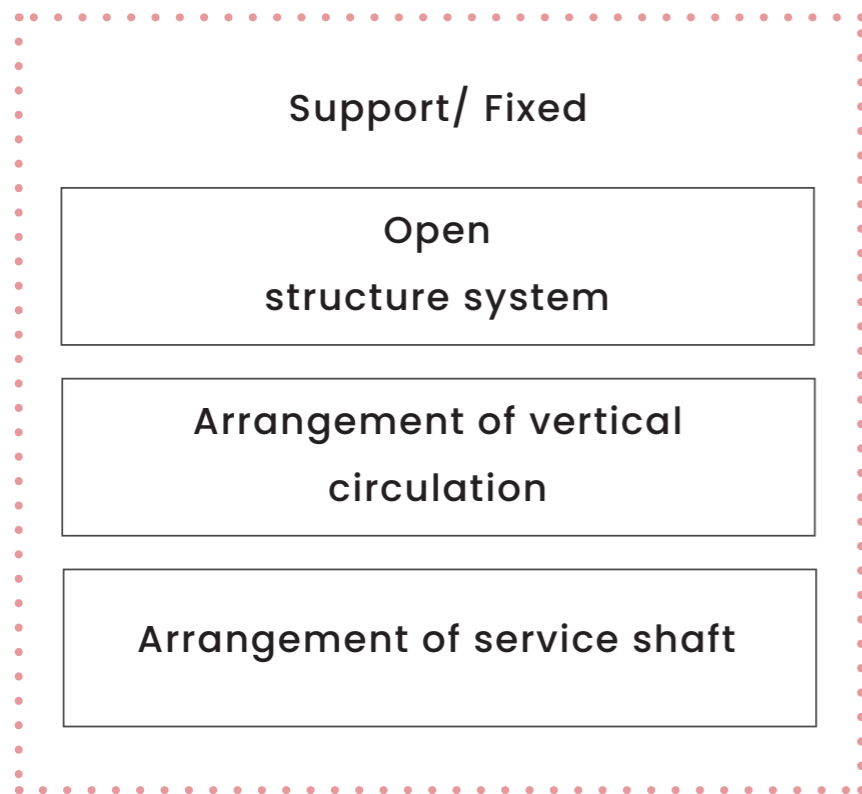 Support/ Fixed
Open
structure system
Arrangement of vertical
circulation
Arrangement of service shaft